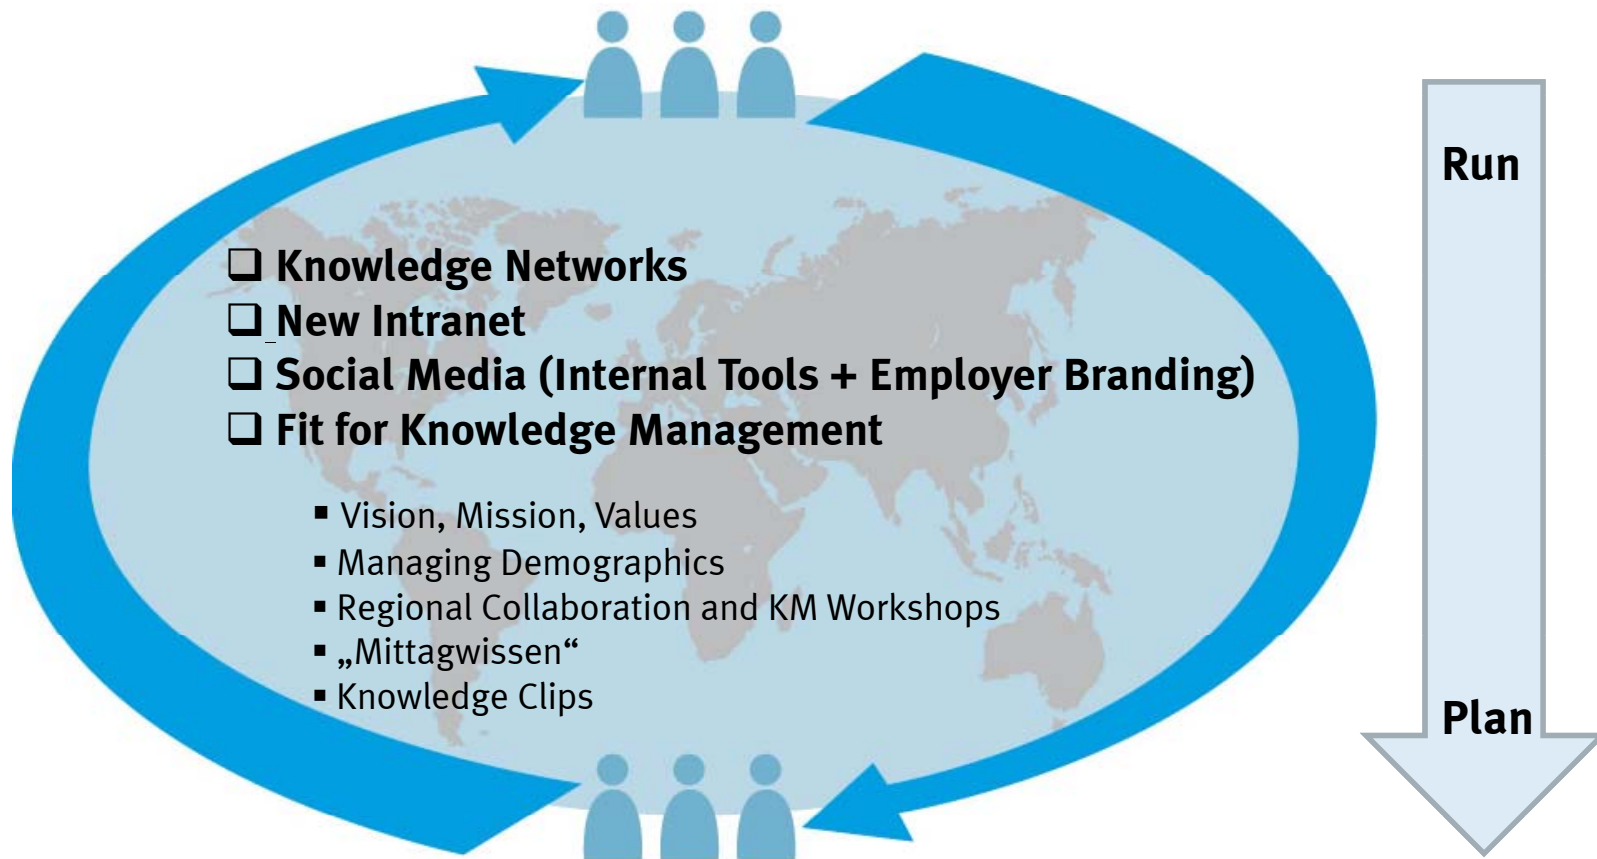 Run
❑ Knowledge Networks
❑ New Intranet
❑ Social Media (Internal Tools + Employer Branding)
❑ Fit for Knowledge Management
▪ Vision, Mission, Values
▪ Managing Demographics
▪ Regional Collaboration and KM Workshops
▪ „Mittagwissen“
▪ Knowledge Clips
Plan